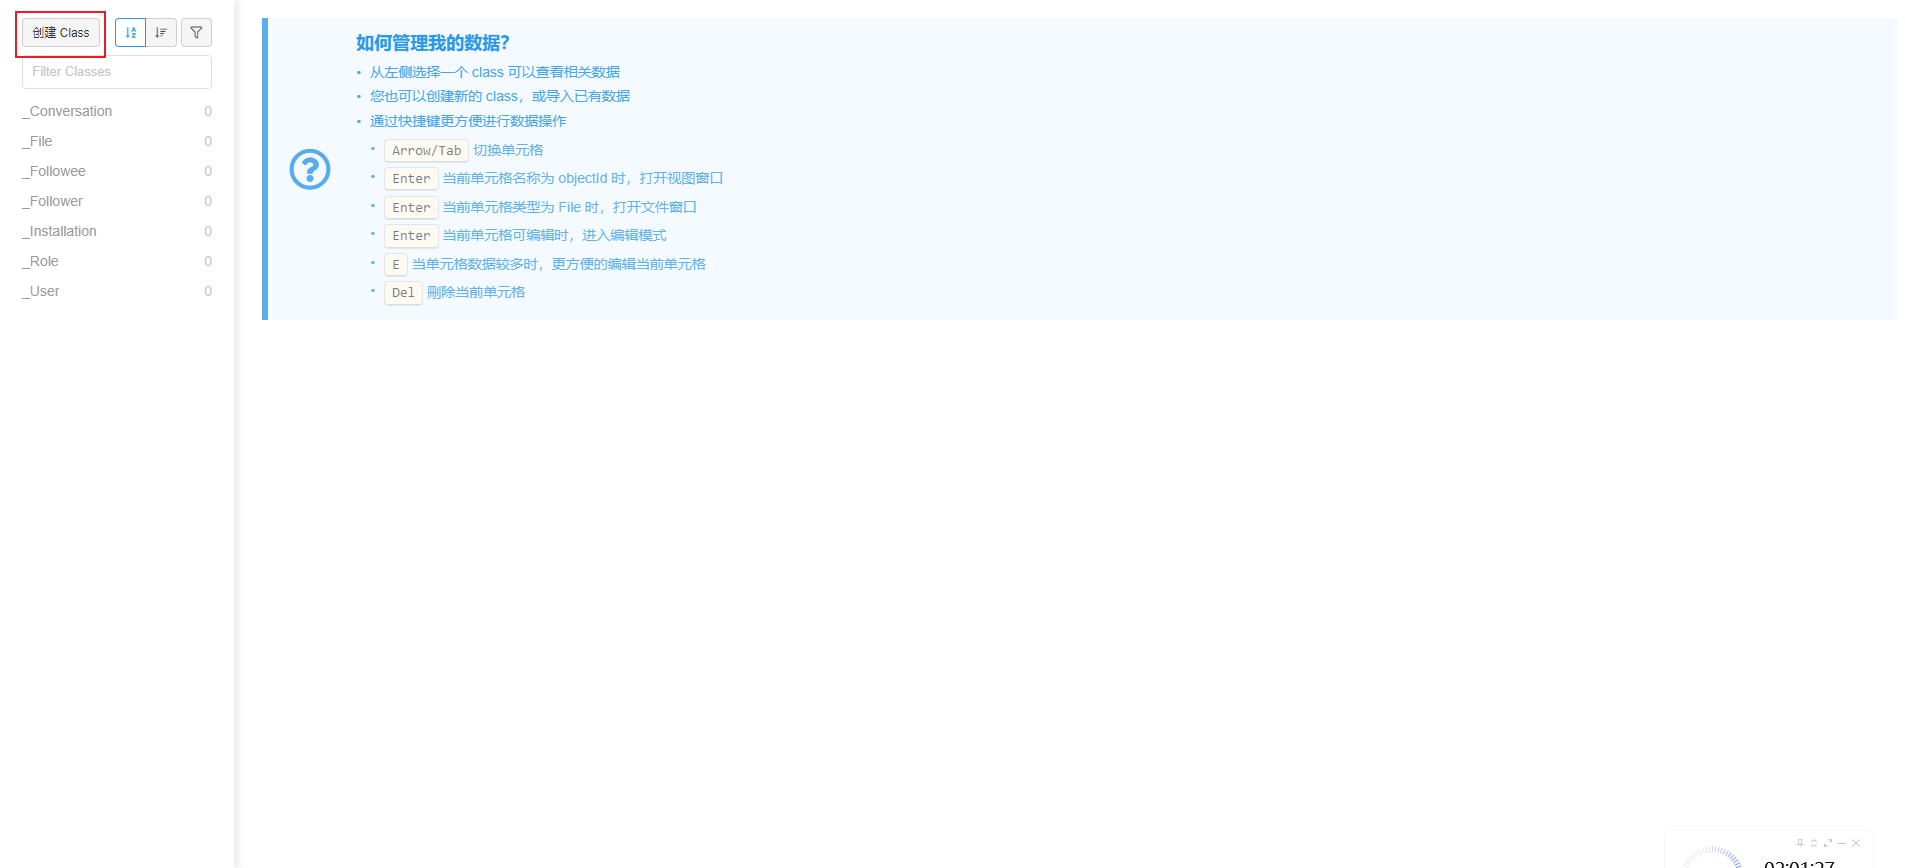 创建 Class
Filter Classes
_Conversation 0
_File 0
_Followee 0
_Follower 0
_Installation 0
_Role 0
_User 0
如何管理我的数据？
• 从左侧选择一个 class 可以查看相关数据
• 您也可以创建新的 class，或导入已有数据
• 通过快捷键更方便进行数据操作
• Arrow/Tab 切换单元格
• Enter 当前单元格名称为 objectId 时，打开视图窗口
• Enter 当前单元格类型为 File 时，打开文件窗口
• Enter 当前单元格可编辑时，进入编辑模式
• E 当单元格数据较多时，更方便的编辑当前单元格
• Del 刪除当前单元格
02:01:27